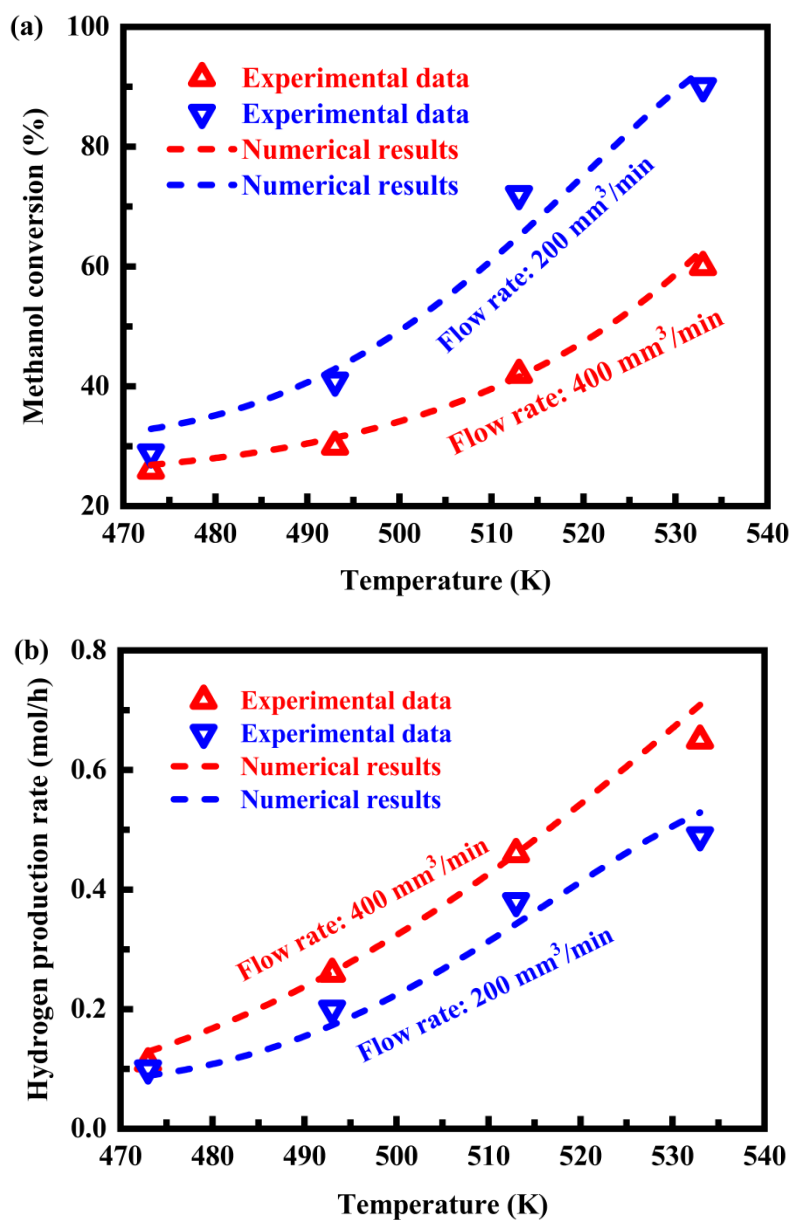 (a)
100
80
60
40
20
Methanol conversion (%)
Experimental data
Experimental data
Numerical results
Numerical results
Flow rate: 200 mm³/min
Flow rate: 400 mm³/min
470 480 490 500 510 520 530 540
Temperature (K)
(b)
0.8
0.6
0.4
0.2
0.0
Hydrogen production rate (mol/h)
Experimental data
Experimental data
Numerical results
Numerical results
Flow rate: 400 mm³/min
Flow rate: 200 mm³/min
470 480 490 500 510 520 530 540
Temperature (K)